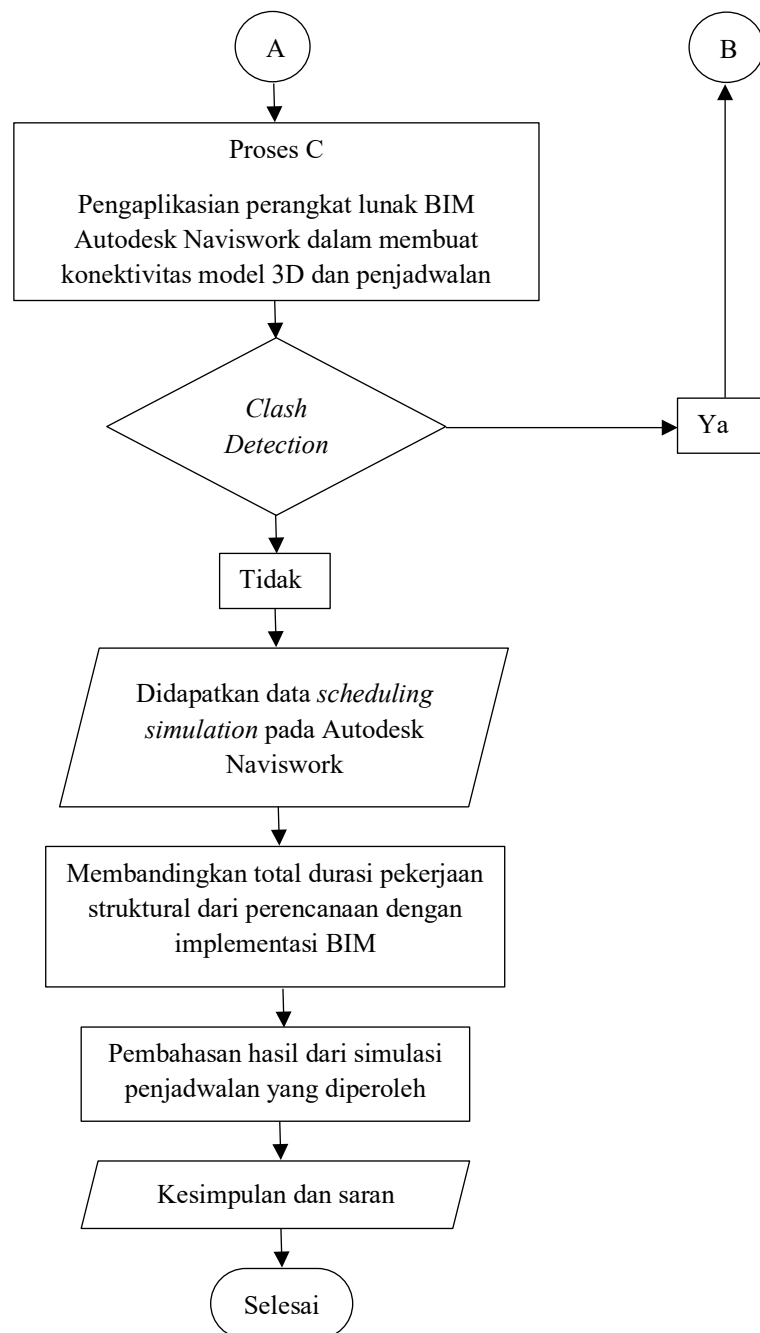 A
B
Proses C
Pengaplikasian perangkat lunak BIM
Autodesk Naviswork dalam membuat
konektivitas model 3D dan penjadwalan
Clash
Detection
Ya
Tidak
Didapatkan data scheduling
simulation pada Autodesk
Naviswork
Membandingkan total durasi pekerjaan
struktural dari perencanaan dengan
implementasi BIM
Pembahasan hasil dari simulasi
penjadwalan yang diperoleh
Kesimpulan dan saran
Selesai